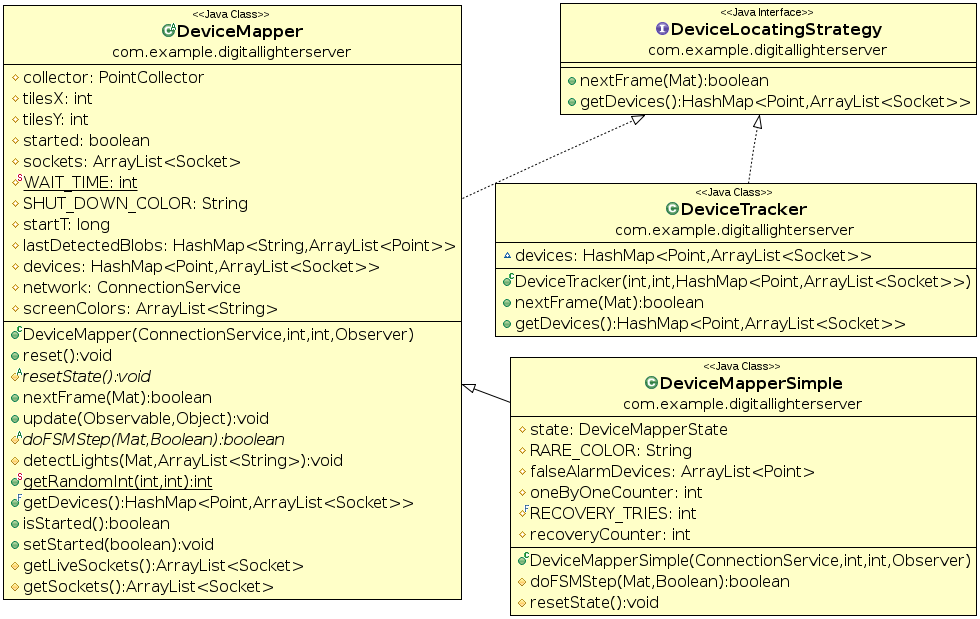 <<Java Class>>
DeviceMapper
com.example.digitallighterserver
collector: PointCollector
tilesX: int
tilesY: int
started: boolean
sockets: ArrayList<Socket>
WAIT_TIME: int
SHUT_DOWN_COLOR: String
startT: long
lastDetectedBlobs: HashMap<String,ArrayList<Point>>
devices: HashMap<Point,ArrayList<Socket>>
network: ConnectionService
screenColors: ArrayList<String>
DeviceMapper(ConnectionService,int,int,Observer)
reset():void
resetState():void
nextFrame(Mat):boolean
update(Observable,Object):void
doFSMStep(Mat,Boolean):boolean
detectLights(Mat,ArrayList<String>):void
getRandomInt(int,int):int
getDevices():HashMap<Point,ArrayList<Socket>>
isStarted():boolean
setStarted(boolean):void
getLiveSockets():ArrayList<Socket>
getSockets():ArrayList<Socket>
<<Java Interface>>
DeviceLocatingStrategy
com.example.digitallighterserver
nextFrame(Mat):boolean
getDevices():HashMap<Point,ArrayList<Socket>>
<<Java Class>>
DeviceTracker
com.example.digitallighterserver
devices: HashMap<Point,ArrayList<Socket>>
DeviceTracker(int,int,HashMap<Point,ArrayList<Socket>>)
nextFrame(Mat):boolean
getDevices():HashMap<Point,ArrayList<Socket>>
<<Java Class>>
DeviceMapperSimple
com.example.digitallighterserver
state: DeviceMapperState
RARE_COLOR: String
falseAlarmDevices: ArrayList<Point>
oneByOneCounter: int
RECOVERY_TRIES: int
recoveryCounter: int
DeviceMapperSimple(ConnectionService,int,int,Observer)
doFSMStep(Mat,Boolean):boolean
resetState():void